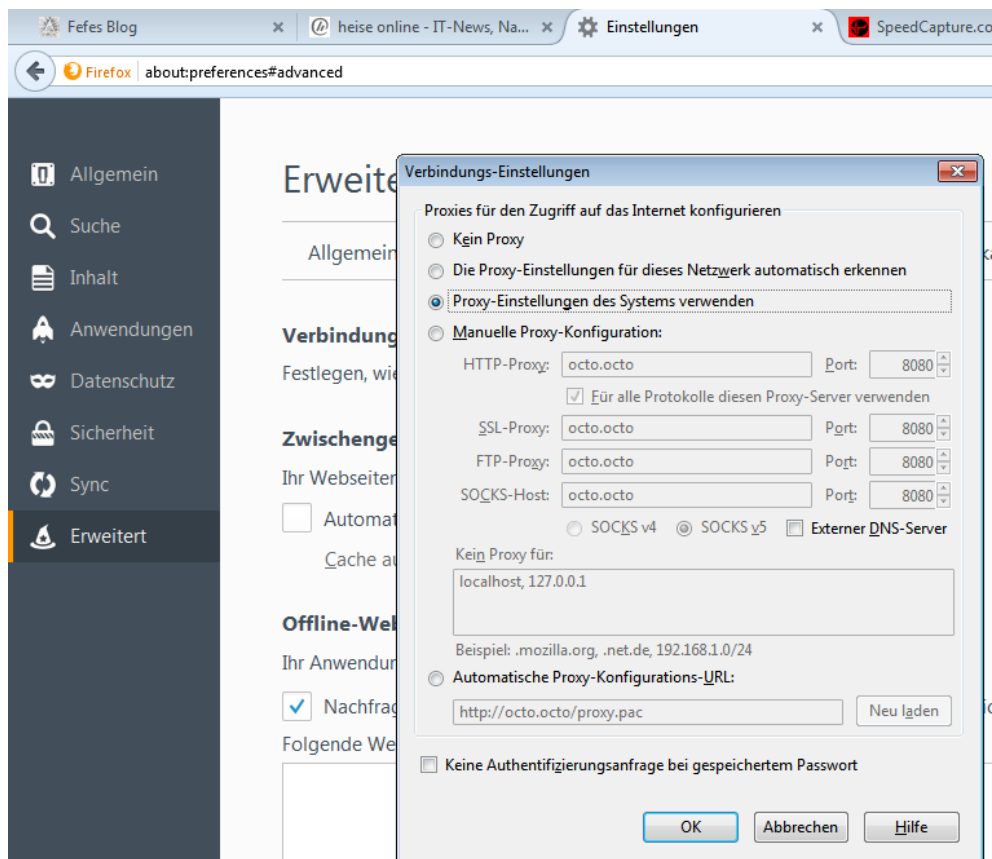 Fefes Blog
heise online - IT-News, Na...
Einstellungen
SpeedCapture.co
Firefox
about:preferences#advanced
Allgemein
Suche
Inhalt
Anwendungen
Datenschutz
Sicherheit
Sync
Erweitert
Erweite
Allgemein
Verbindung
Festlegen, wie
Zwischenge
Ihr Webseiten
Automat
Cache au
Offline-Web
Ihr Anwendun
Nachfrag
Folgende We
Verbindungs-Einstellungen
Proxies für den Zugriff auf das Internet konfigurieren
Kein Proxy
Die Proxy-Einstellungen für dieses Netzwerk automatisch erkennen
Proxy-Einstellungen des Systems verwenden
Manuelle Proxy-Konfiguration:
HTTP-Proxy: octo.octo Port: 8080
Für alle Protokolle diesen Proxy-Server verwenden
SSL-Proxy: octo.octo Port: 8080
FTP-Proxy: octo.octo Port: 8080
SOCKS-Host: octo.octo Port: 8080
SOCKS v4 SOCKS v5 Externer DNS-Server
Kein Proxy für:
localhost, 127.0.0.1
Beispiel: .mozilla.org, .net.de, 192.168.1.0/24
Automatische Proxy-Konfigurations-URL:
http://octo.octo/proxy.pac Neu laden
Keine Authentifizierungsanfrage bei gespeichertem Passwort
OK Abbrechen Hilfe